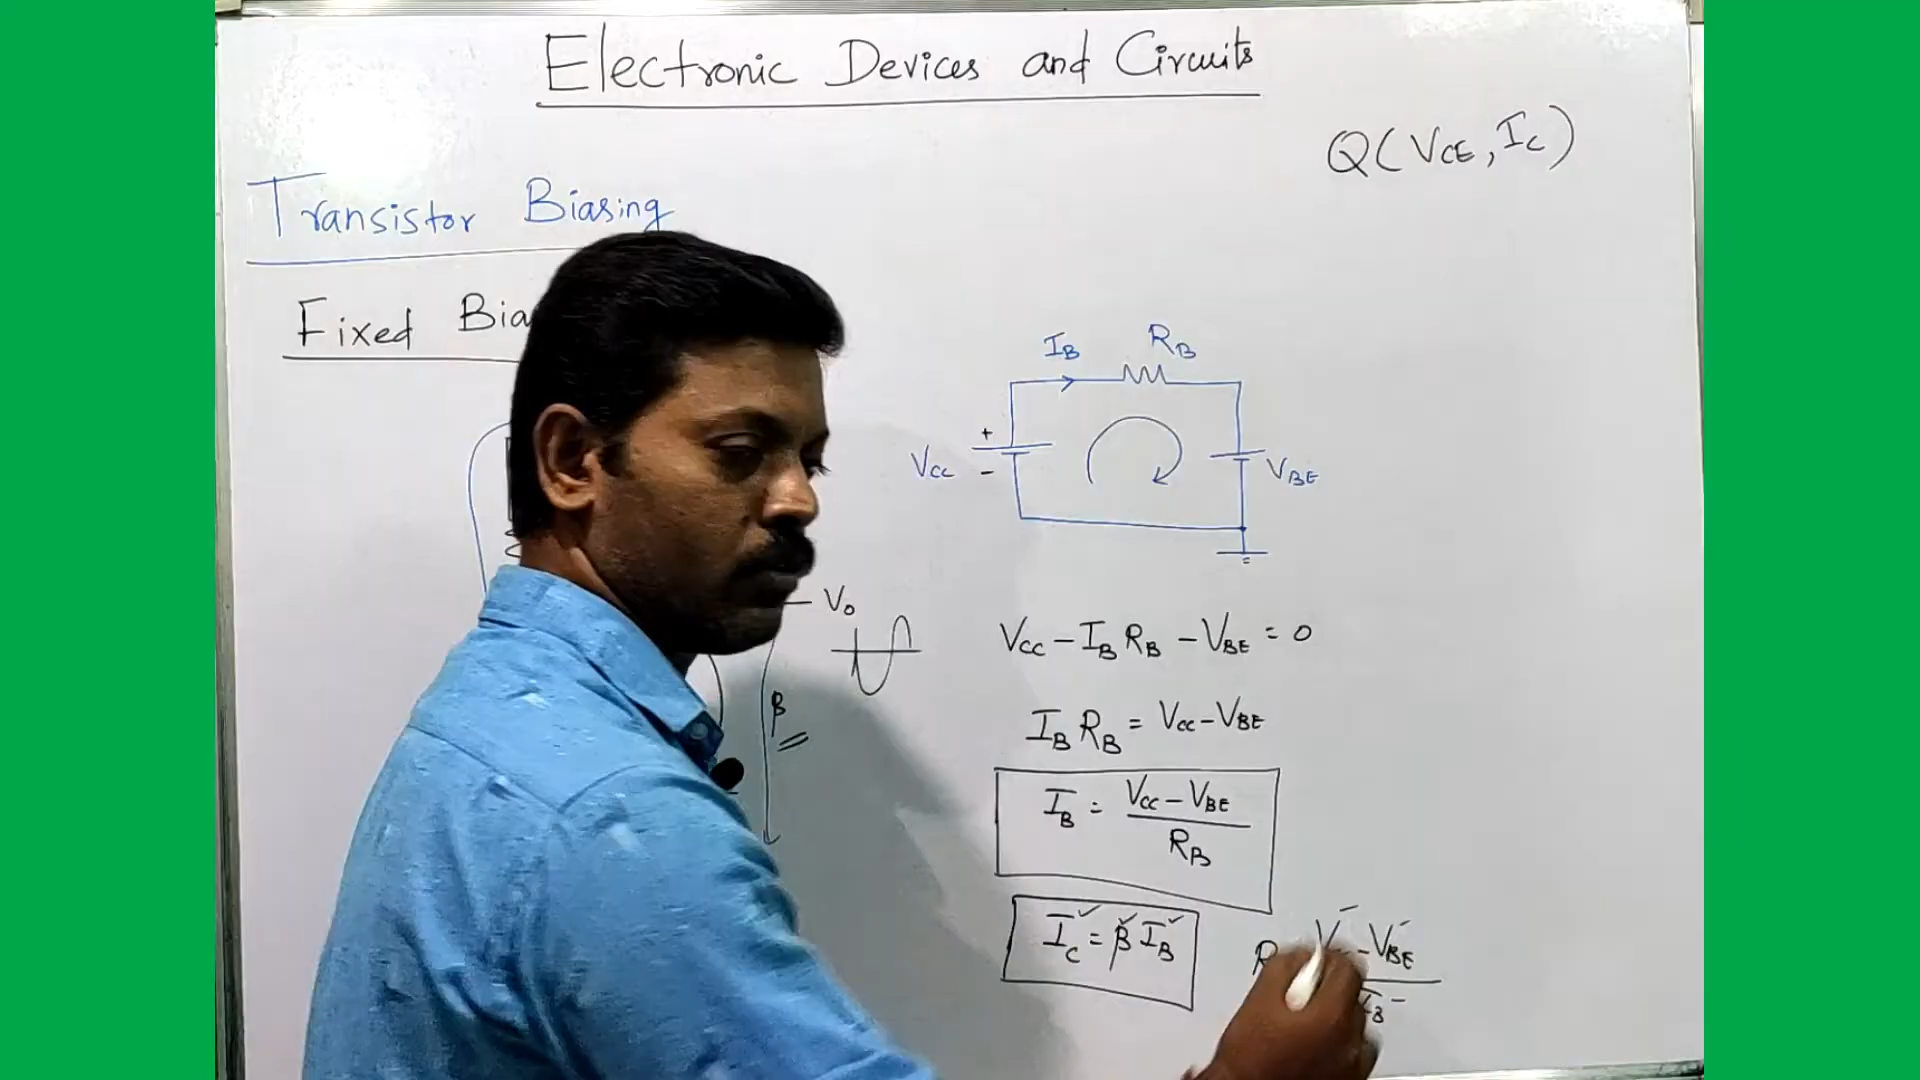 Electronic Devices and Circuits
Q(VCE, IC)
Transistor Biasing
Fixed
IB RB
+
VCC
-
VBE
V0
β
VCC - IB RB - VBE = 0
IB RB = VCC - VBE
IB = VCC - VBE
RB
IC = β IB
- VBE